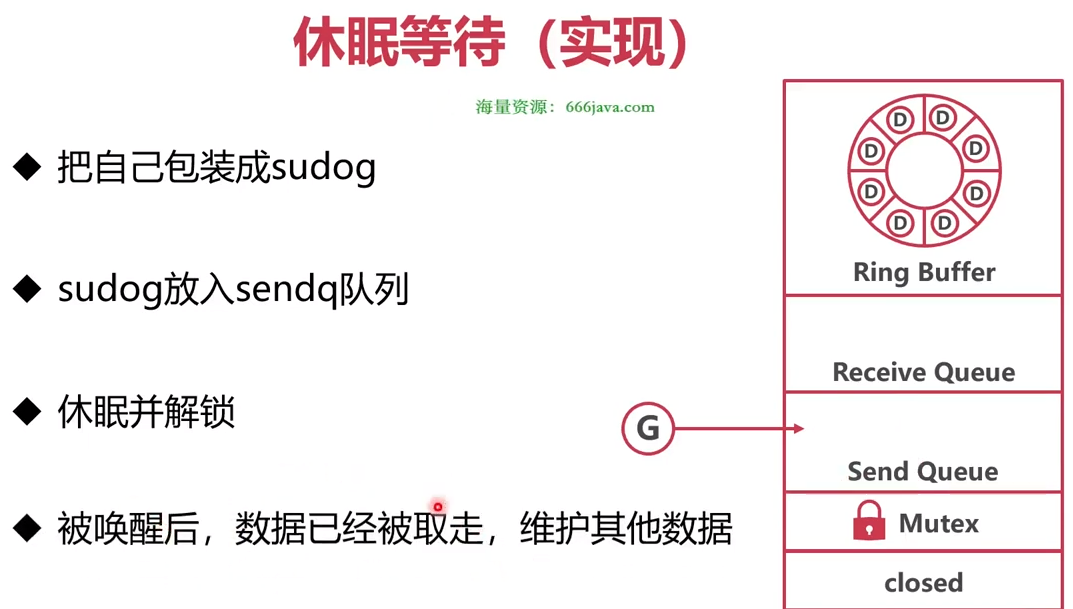 休眠等待（实现）
海量资源：666java.com
◆ 把自己包装成sudog
◆ sudog放入sendq队列
◆ 休眠并解锁
◆ 被唤醒后，数据已经被取走，维护其他数据
D D
D D
D D
D D
Ring Buffer
Receive Queue
G
Send Queue
Mutex
closed